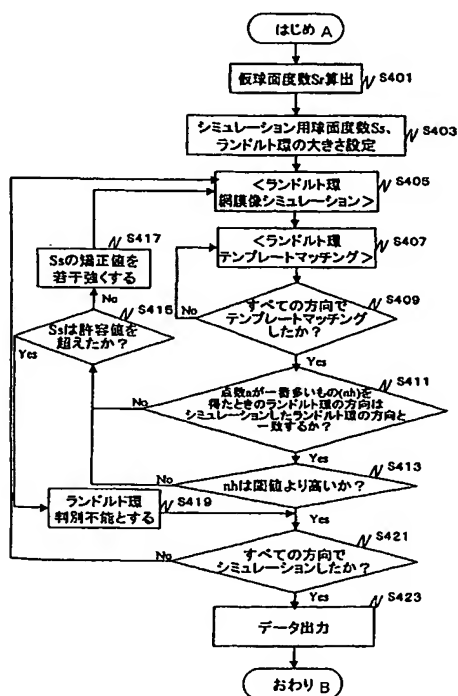 はじめ A
仮球面度数Sr算出
S401
シミュレーション用球面度数Ss、
ランドルト環の大きさ設定
S403
<ランドルト環
網膜像シミュレーション>
S405
<ランドルト環
テンプレートマッチング>
S407
S417
Ssの矯正値を
若干強くする
No
S415
Ssは許容値を
超えたか?
Yes
すべての方向で
テンプレートマッチング
したか?
S409
No
Yes
点数nが一番多いもの(nh)を
得たときのランドルト環の方向は
シミュレーションしたランドルト環の方向と
一致するか?
S411
No
Yes
nhは閾値より高いか?
S413
No
Yes
ランドルト環
判別不能とする
S419
すべての方向で
シミュレーションしたか?
S421
No
Yes
データ出力
S423
おわり B